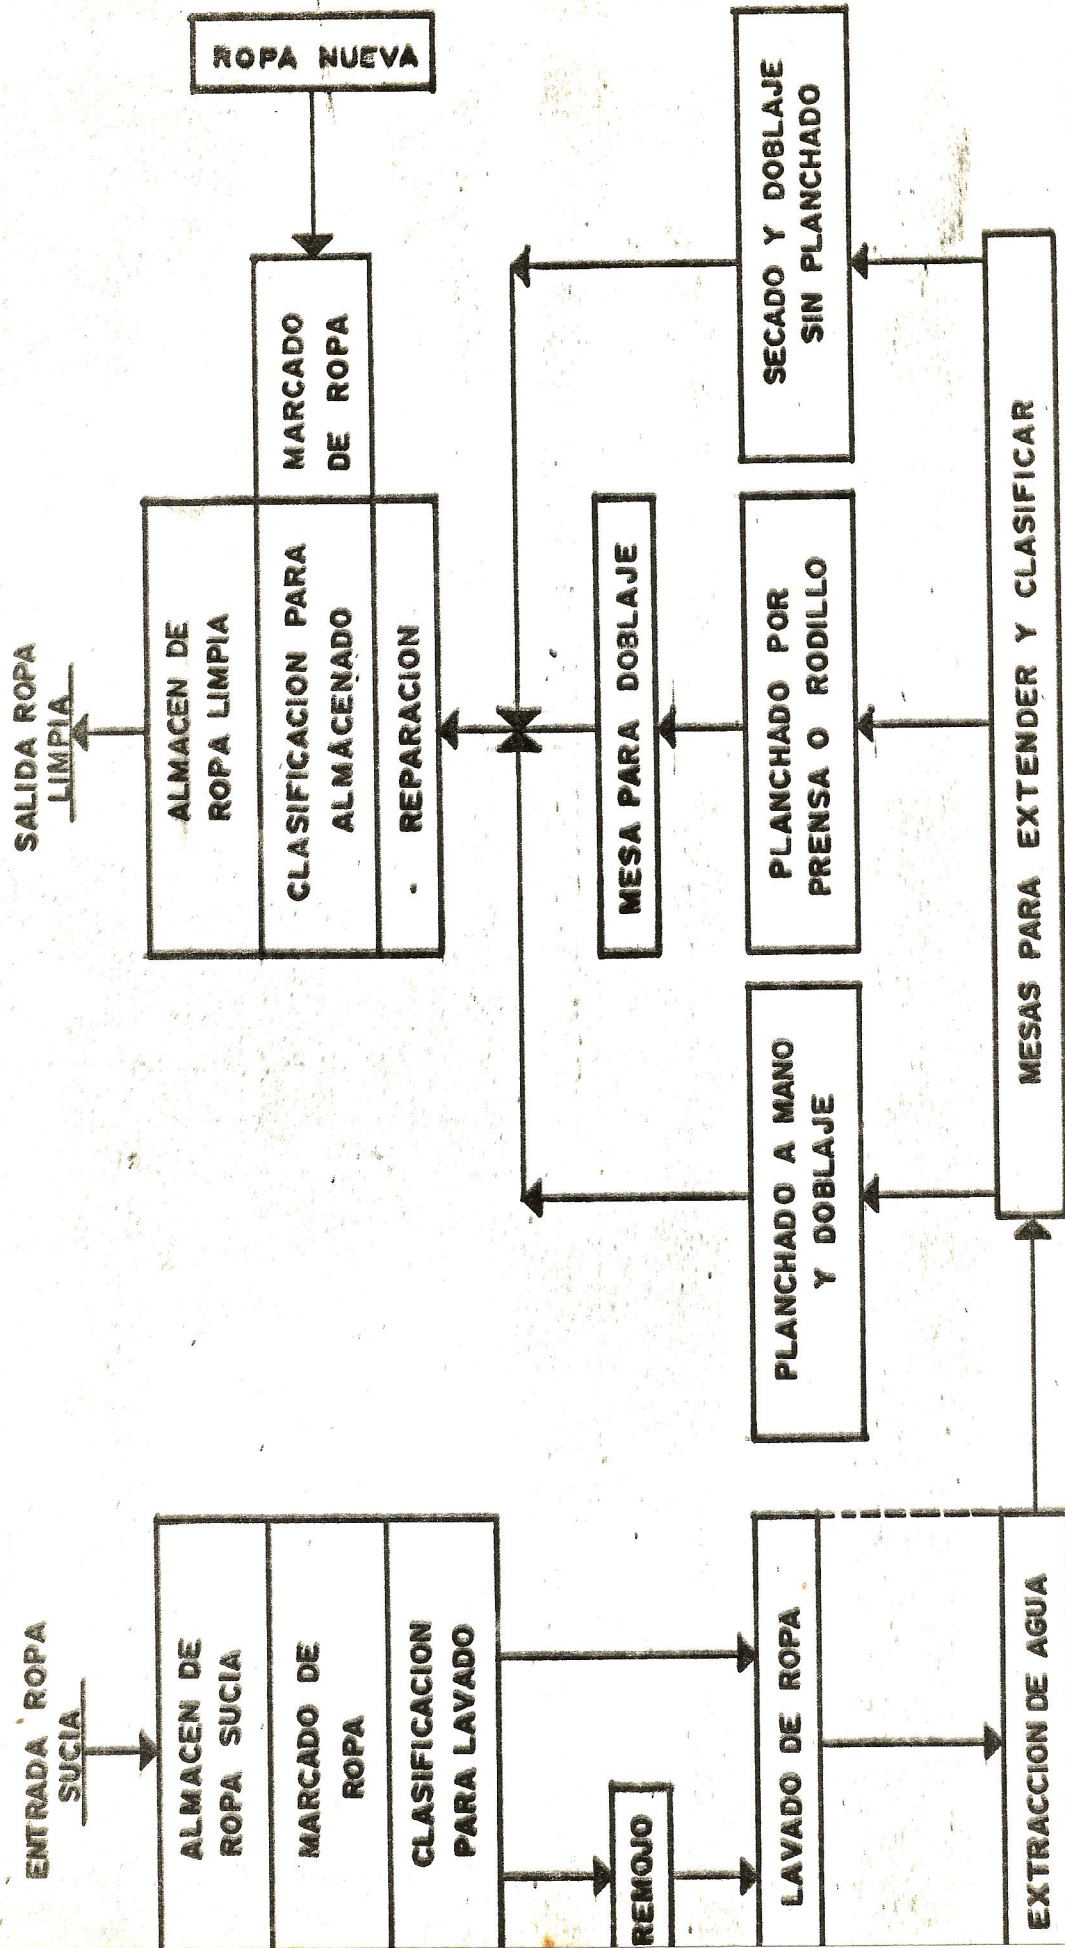 ENTRADA ROPA
SUCIA
ALMACEN DE
ROPA SUCIA
MARCADO DE
ROPA
CLASIFICACION
PARA LAVADO
REMOJO
LAVADO DE ROPA
EXTRACCION DE AGUA
MESAS PARA EXTENDER Y CLASIFICAR
PLANCHADO A MANO
Y DOBLAJE
PLANCHADO POR
PRENSA O RODILLO
SECADO Y DOBLAJE
SIN PLANCHADO
MESA PARA DOBLAJE
SALIDA ROPA
LIMPIA
ALMACEN DE
ROPA LIMPIA
CLASIFICACION PARA
ALMACENADO
REPARACION
MARCADO
DE ROPA
ROPA NUEVA